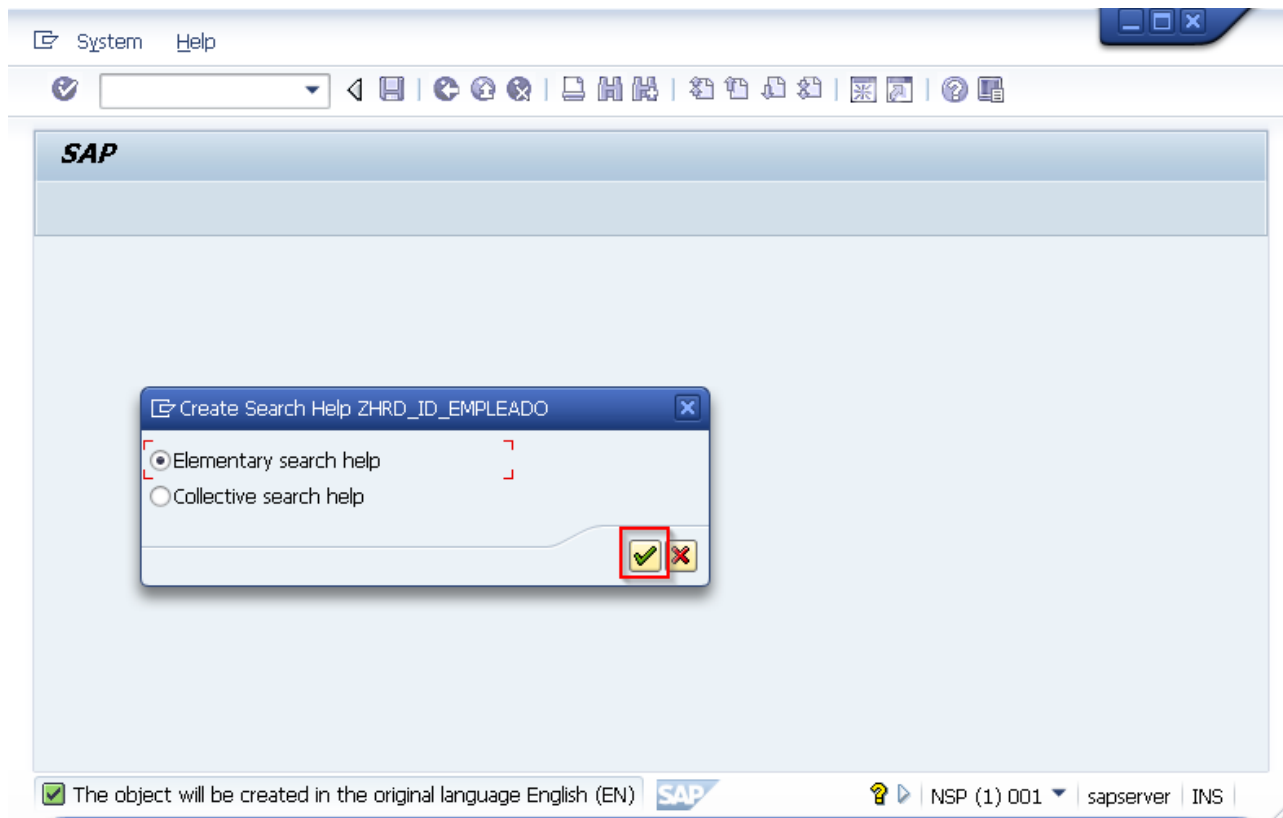 System Help
SAP
Create Search Help ZHRD_ID_EMPLEADO
Elementary search help
Collective search help
The object will be created in the original language English (EN)
SAP
NSP (1) 001
sapserver
INS